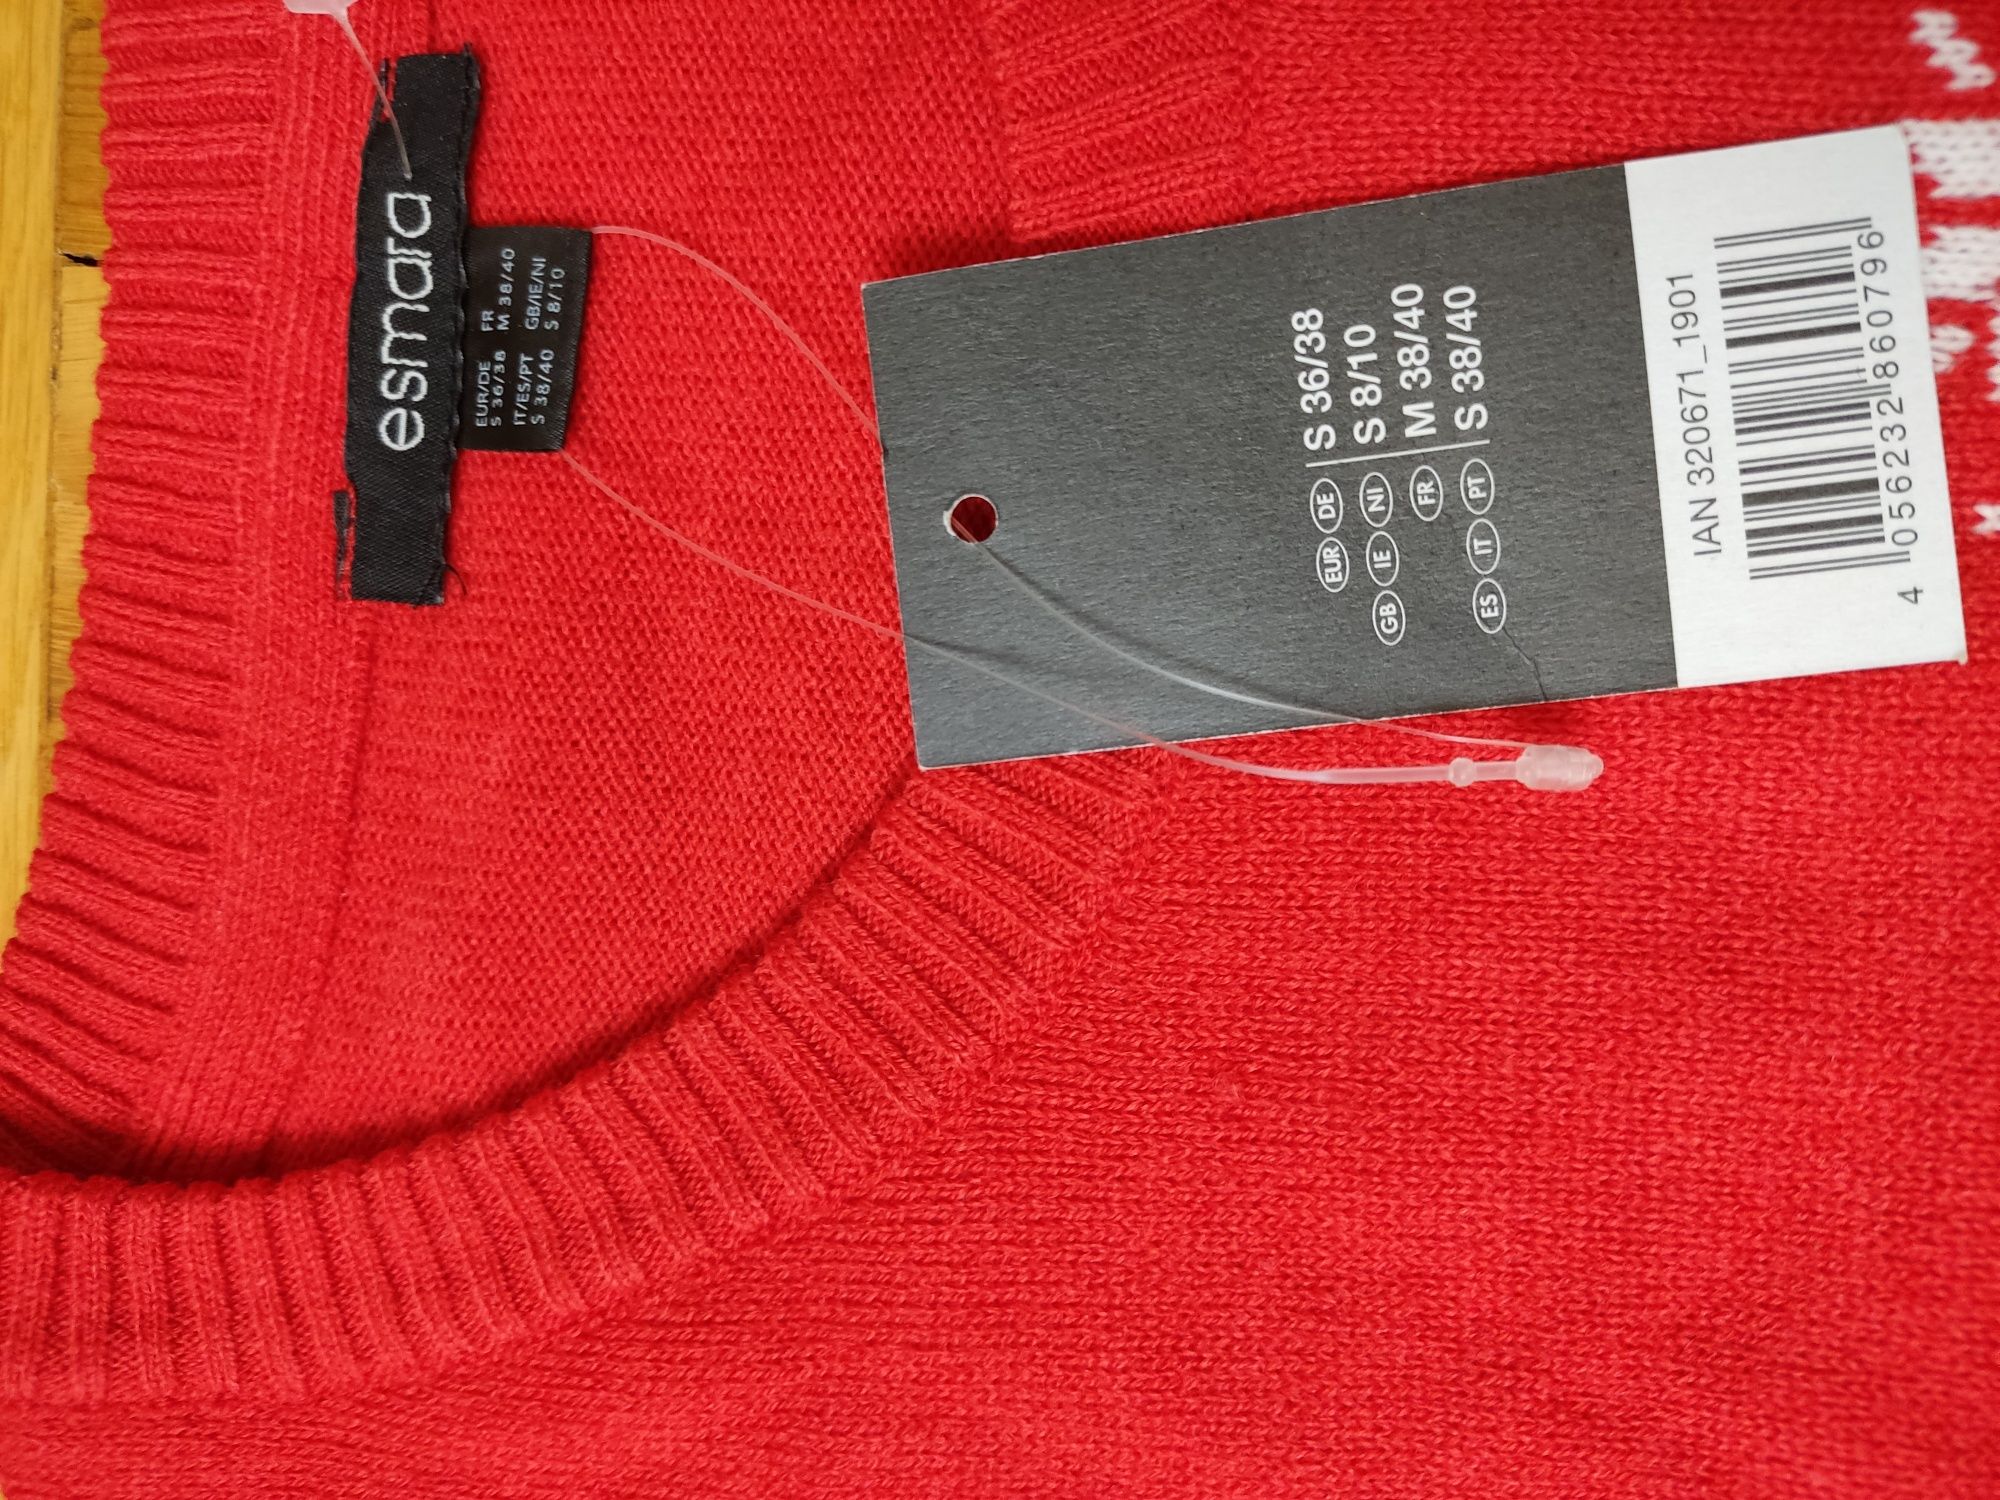 esmara
EUR/DE FR
S 36/38 M 38/40
IT/ES/PT GB/IE/NI
S 38/40 S 8/10
EUR DE S 36/38
GB IE NI S 8/10
FR M 38/40
ES IT PT S 38/40
IAN 320671_1901
4 056232 860796